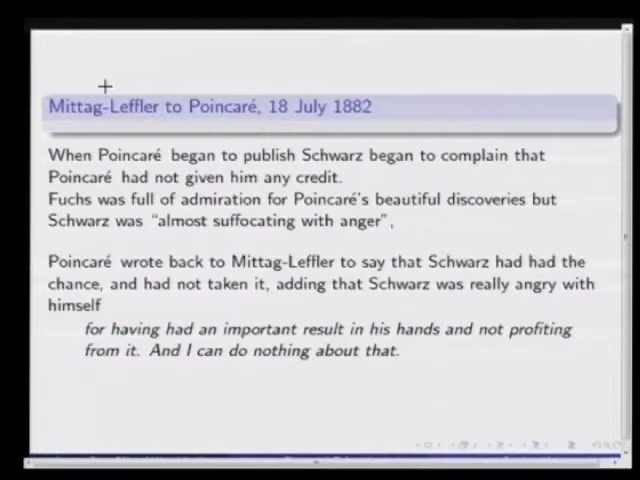 Mittag-Leffler to Poincaré, 18 July 1882
When Poincaré began to publish Schwarz began to complain that
Poincaré had not given him any credit.
Fuchs was full of admiration for Poincaré's beautiful discoveries but
Schwarz was “almost suffocating with anger”,
Poincaré wrote back to Mittag-Leffler to say that Schwarz had had the
chance, and had not taken it, adding that Schwarz was really angry with
himself
for having had an important result in his hands and not profiting
from it. And I can do nothing about that.